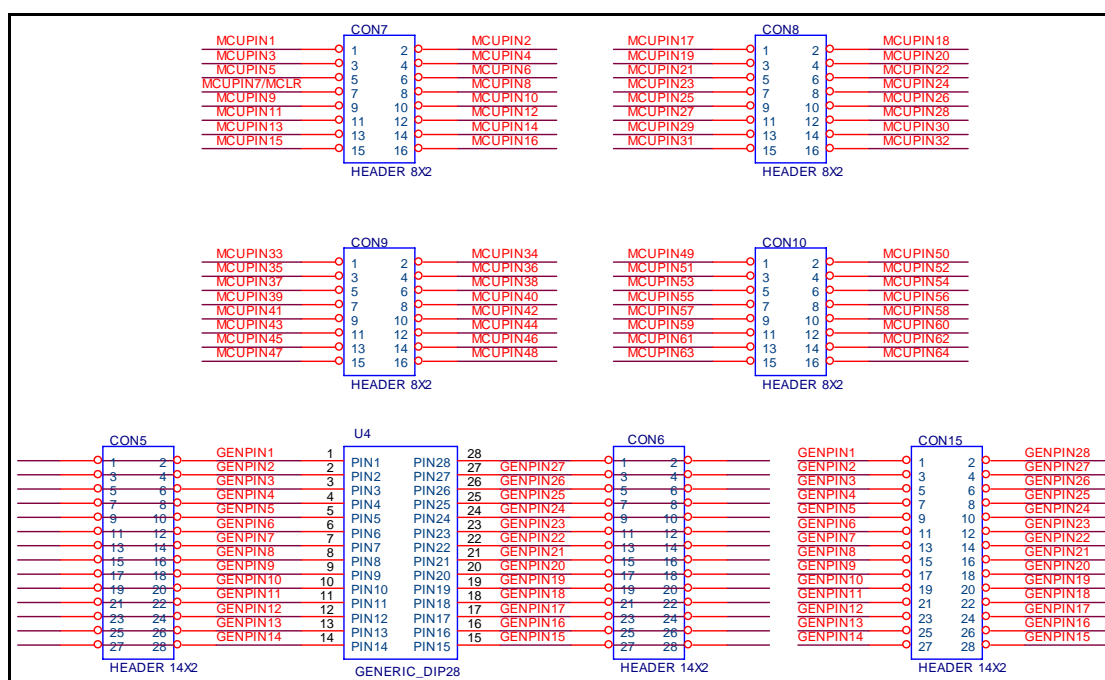 CON7
MCUPIN1 1 2 MCUPIN2
MCUPIN3 3 4 MCUPIN4
MCUPIN5 5 6 MCUPIN6
MCUPIN7/MCLR 7 8 MCUPIN8
MCUPIN9 9 10 MCUPIN10
MCUPIN11 11 12 MCUPIN12
MCUPIN13 13 14 MCUPIN14
MCUPIN15 15 16 MCUPIN16
HEADER 8X2
CON8
MCUPIN17 1 2 MCUPIN18
MCUPIN19 3 4 MCUPIN20
MCUPIN21 5 6 MCUPIN22
MCUPIN23 7 8 MCUPIN24
MCUPIN25 9 10 MCUPIN26
MCUPIN27 11 12 MCUPIN28
MCUPIN29 13 14 MCUPIN30
MCUPIN31 15 16 MCUPIN32
HEADER 8X2
CON9
MCUPIN33 1 2 MCUPIN34
MCUPIN35 3 4 MCUPIN36
MCUPIN37 5 6 MCUPIN38
MCUPIN39 7 8 MCUPIN40
MCUPIN41 9 10 MCUPIN42
MCUPIN43 11 12 MCUPIN44
MCUPIN45 13 14 MCUPIN46
MCUPIN47 15 16 MCUPIN48
HEADER 8X2
CON10
MCUPIN49 1 2 MCUPIN50
MCUPIN51 3 4 MCUPIN52
MCUPIN53 5 6 MCUPIN54
MCUPIN55 7 8 MCUPIN56
MCUPIN57 9 10 MCUPIN58
MCUPIN59 11 12 MCUPIN60
MCUPIN61 13 14 MCUPIN62
MCUPIN63 15 16 MCUPIN64
HEADER 8X2
CON5
1 2 GENPIN1
3 4 GENPIN2
5 6 GENPIN3
7 8 GENPIN4
9 10 GENPIN5
11 12 GENPIN6
13 14 GENPIN7
15 16 GENPIN8
17 18 GENPIN9
19 20 GENPIN10
21 22 GENPIN11
23 24 GENPIN12
25 26 GENPIN13
27 28 GENPIN14
HEADER 14X2
U4
1 PIN1 PIN28 28
2 PIN2 PIN27 27 GENPIN27
3 PIN3 PIN26 26 GENPIN26
4 PIN4 PIN25 25 GENPIN25
5 PIN5 PIN24 24 GENPIN24
6 PIN6 PIN23 23 GENPIN23
7 PIN7 PIN22 22 GENPIN22
8 PIN8 PIN21 21 GENPIN21
9 PIN9 PIN20 20 GENPIN20
10 PIN10 PIN19 19 GENPIN19
11 PIN11 PIN18 18 GENPIN18
12 PIN12 PIN17 17 GENPIN17
13 PIN13 PIN16 16 GENPIN16
14 PIN14 PIN15 15 GENPIN15
GENERIC_DIP28
CON6
1 2
3 4
5 6
7 8
9 10
11 12
13 14
15 16
17 18
19 20
21 22
23 24
25 26
27 28
HEADER 14X2
CON15
GENPIN1 1 2 GENPIN28
GENPIN2 3 4 GENPIN27
GENPIN3 5 6 GENPIN26
GENPIN4 7 8 GENPIN25
GENPIN5 9 10 GENPIN24
GENPIN6 11 12 GENPIN23
GENPIN7 13 14 GENPIN22
GENPIN8 15 16 GENPIN21
GENPIN9 17 18 GENPIN20
GENPIN10 19 20 GENPIN19
GENPIN11 21 22 GENPIN18
GENPIN12 23 24 GENPIN17
GENPIN13 25 26 GENPIN16
GENPIN14 27 28 GENPIN15
HEADER 14X2